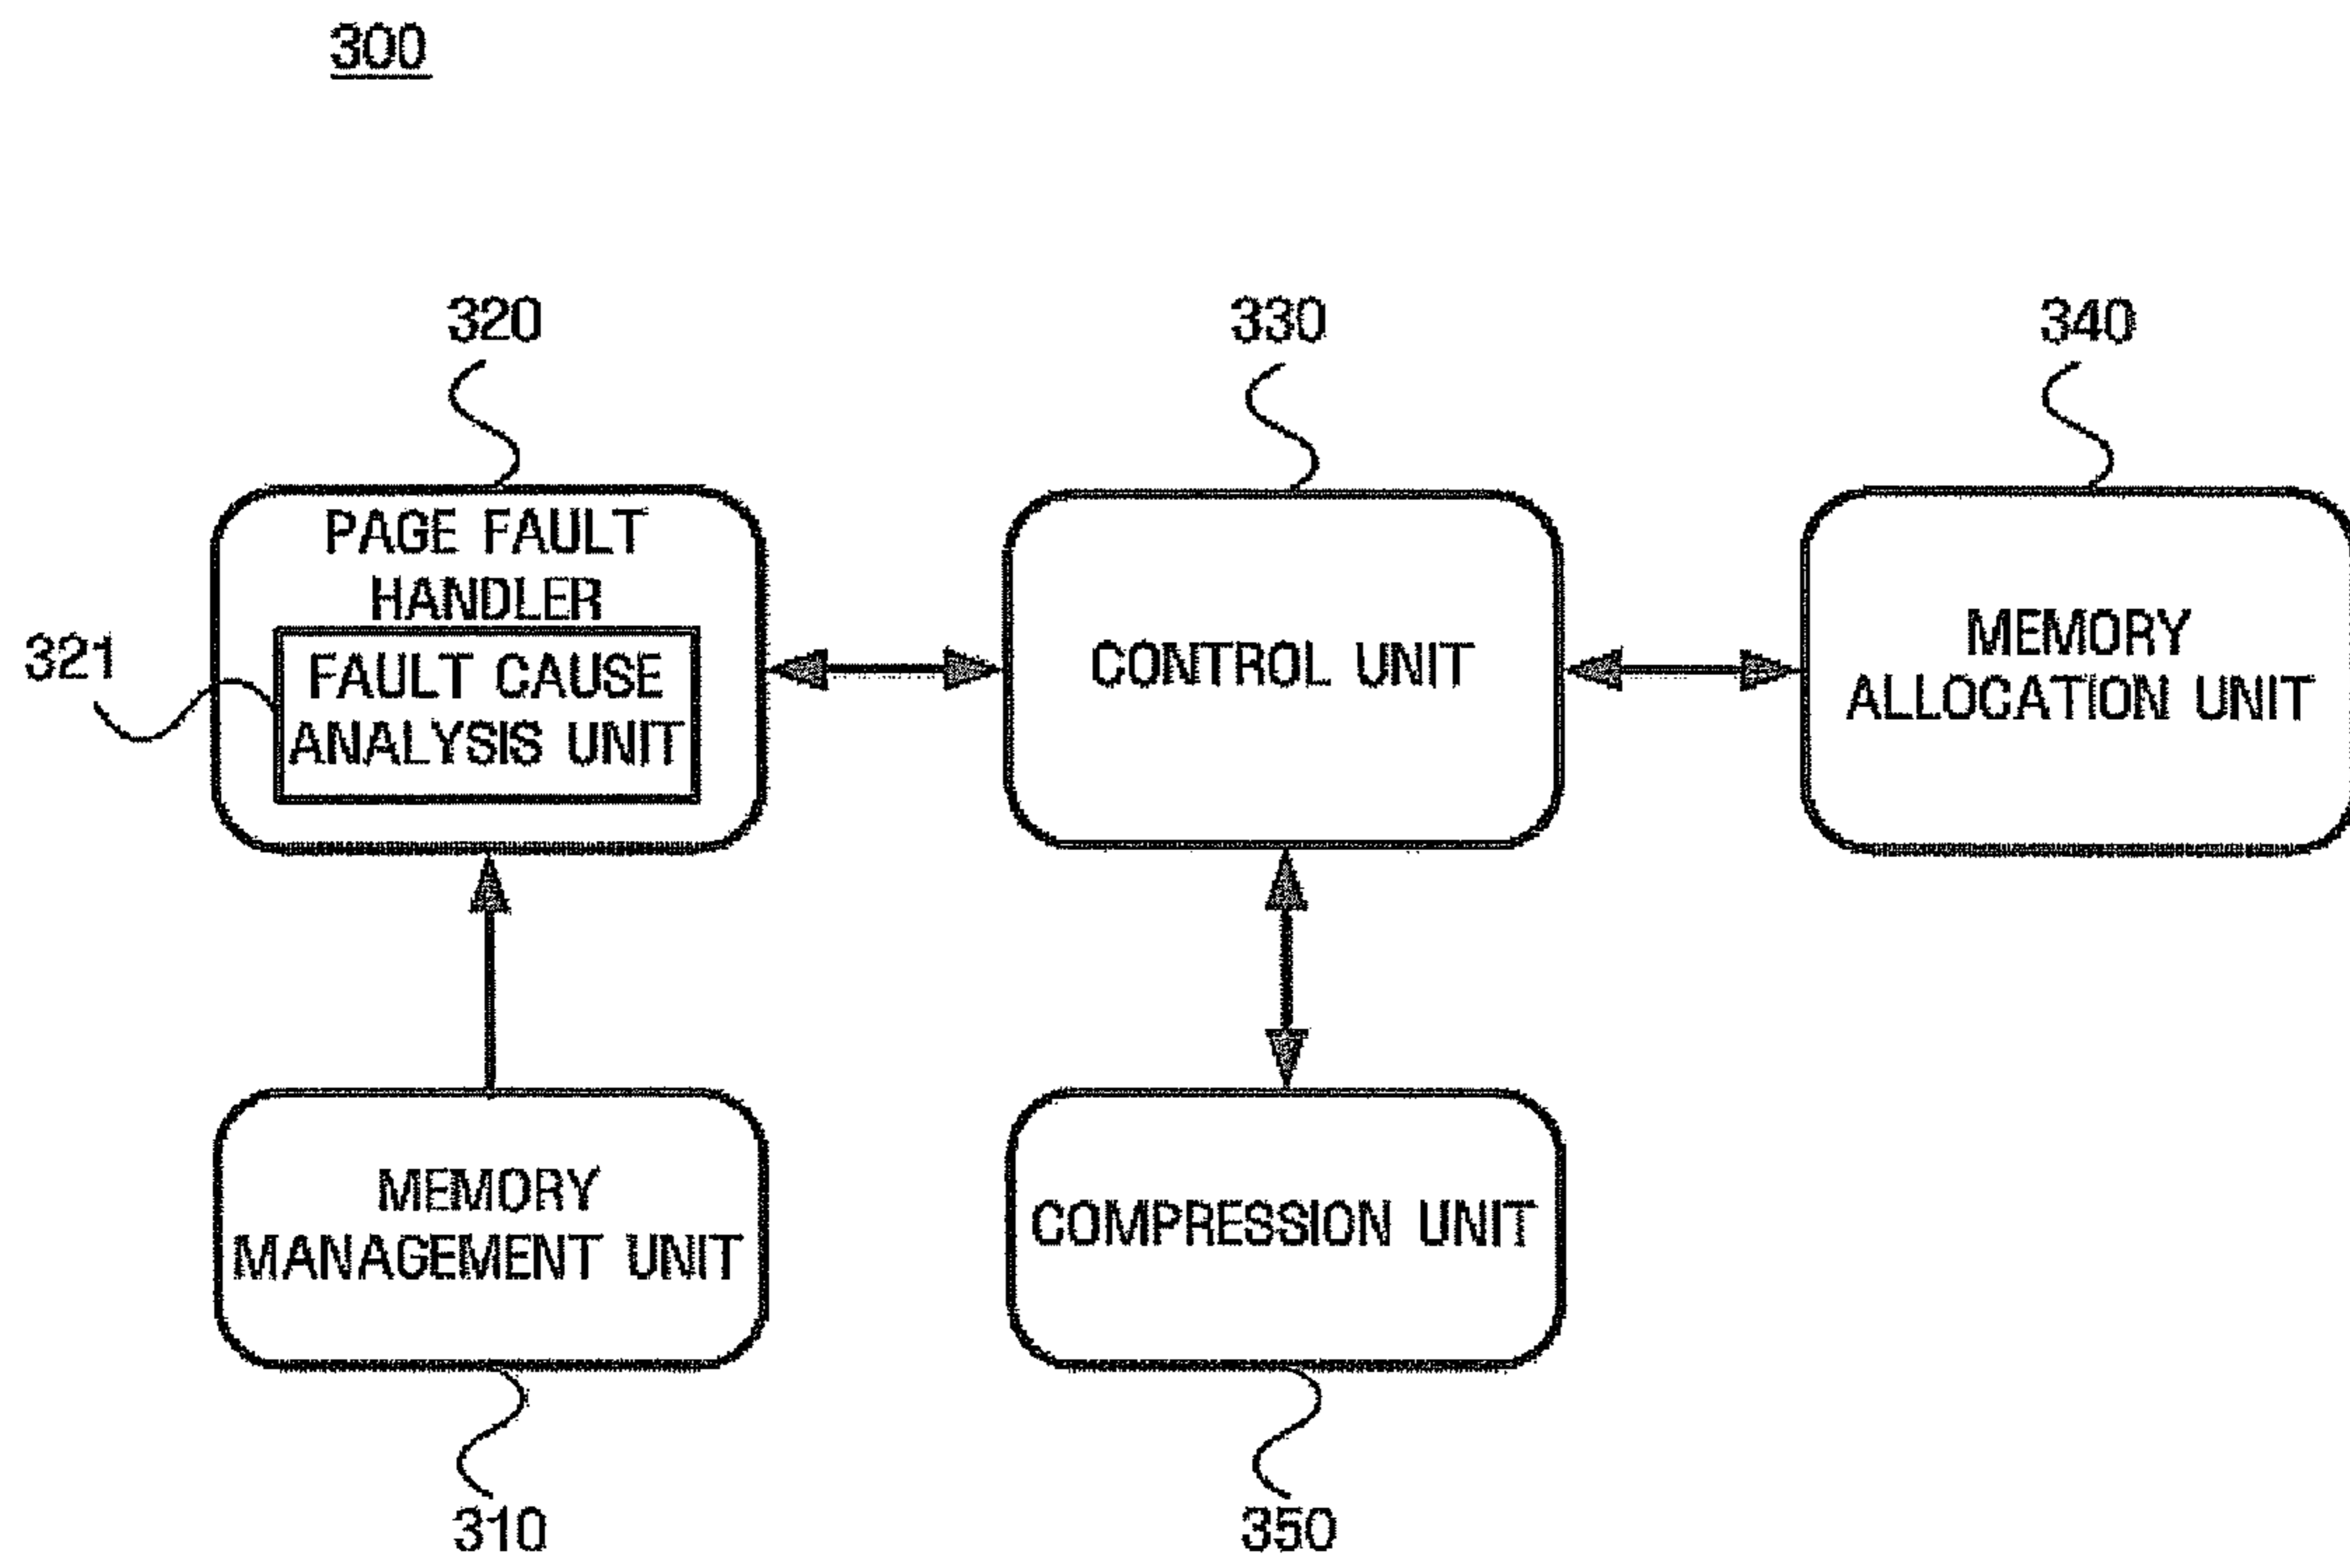 300
320
330
340
PAGE FAULT
HANDLER
321
FAULT CAUSE
ANALYSIS UNIT
CONTROL UNIT
MEMORY
ALLOCATION UNIT
MEMORY
MANAGEMENT UNIT
COMPRESSION UNIT
310
350